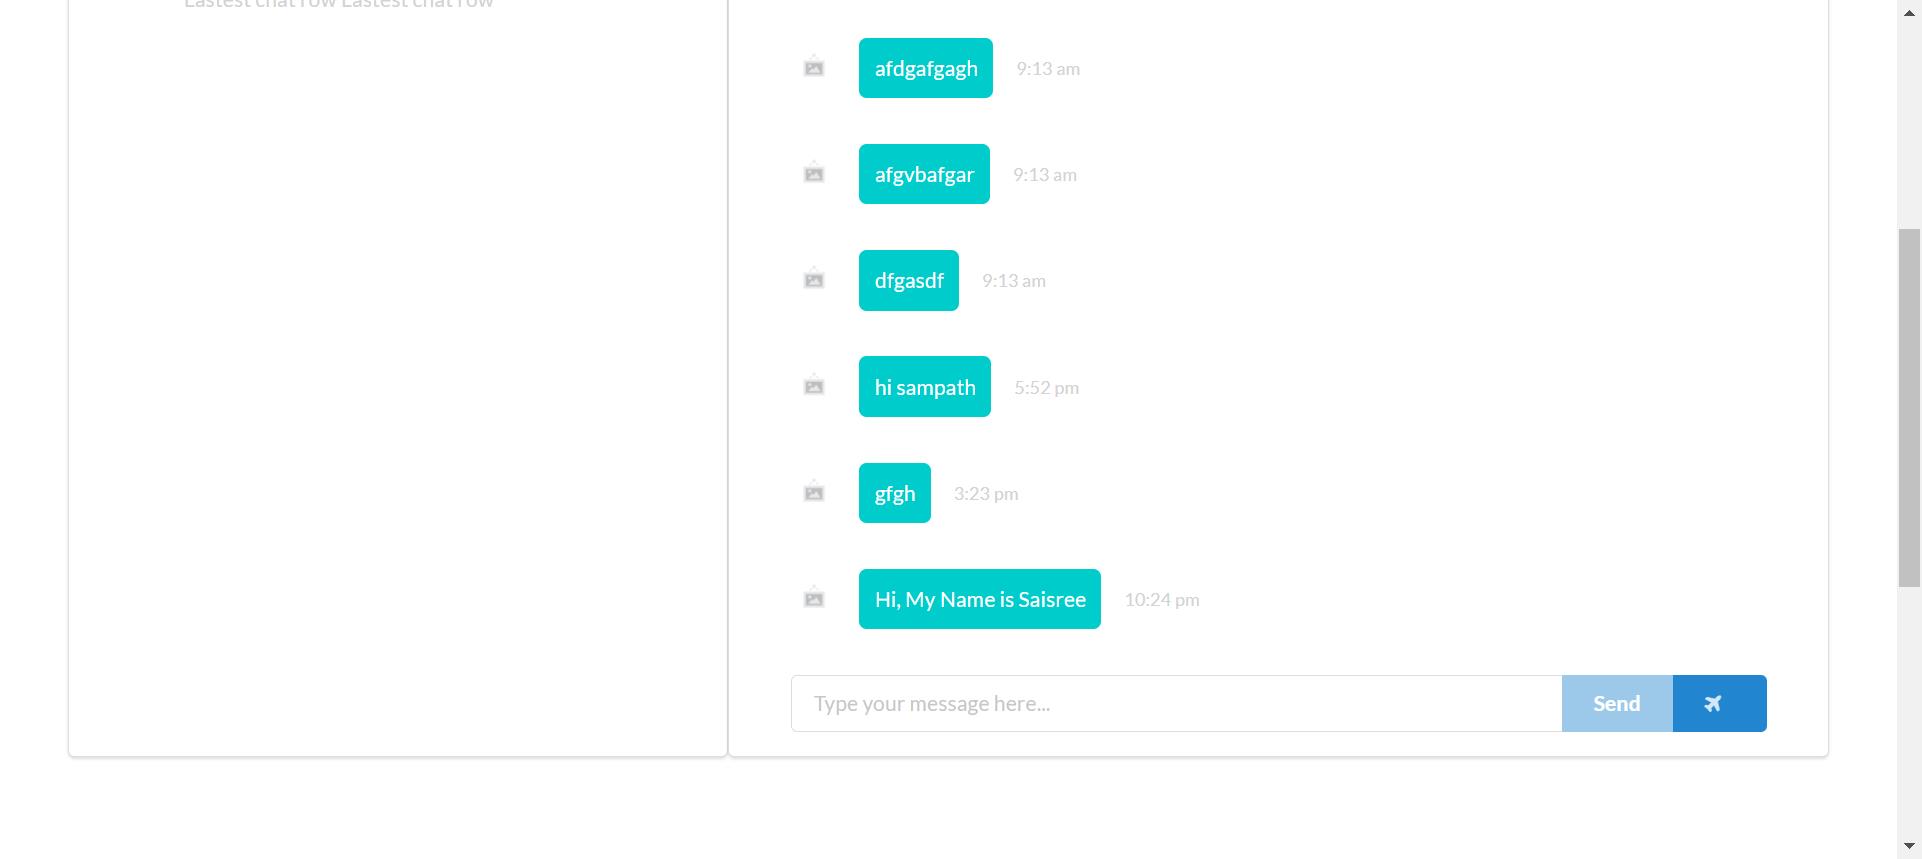 Lastest chat row Lastest chat row
afdgafgagh 9:13 am
afgvbafgar 9:13 am
dfgasdf 9:13 am
hi sampath 5:52 pm
gfgh 3:23 pm
Hi, My Name is Saisree 10:24 pm
Type your message here... Send